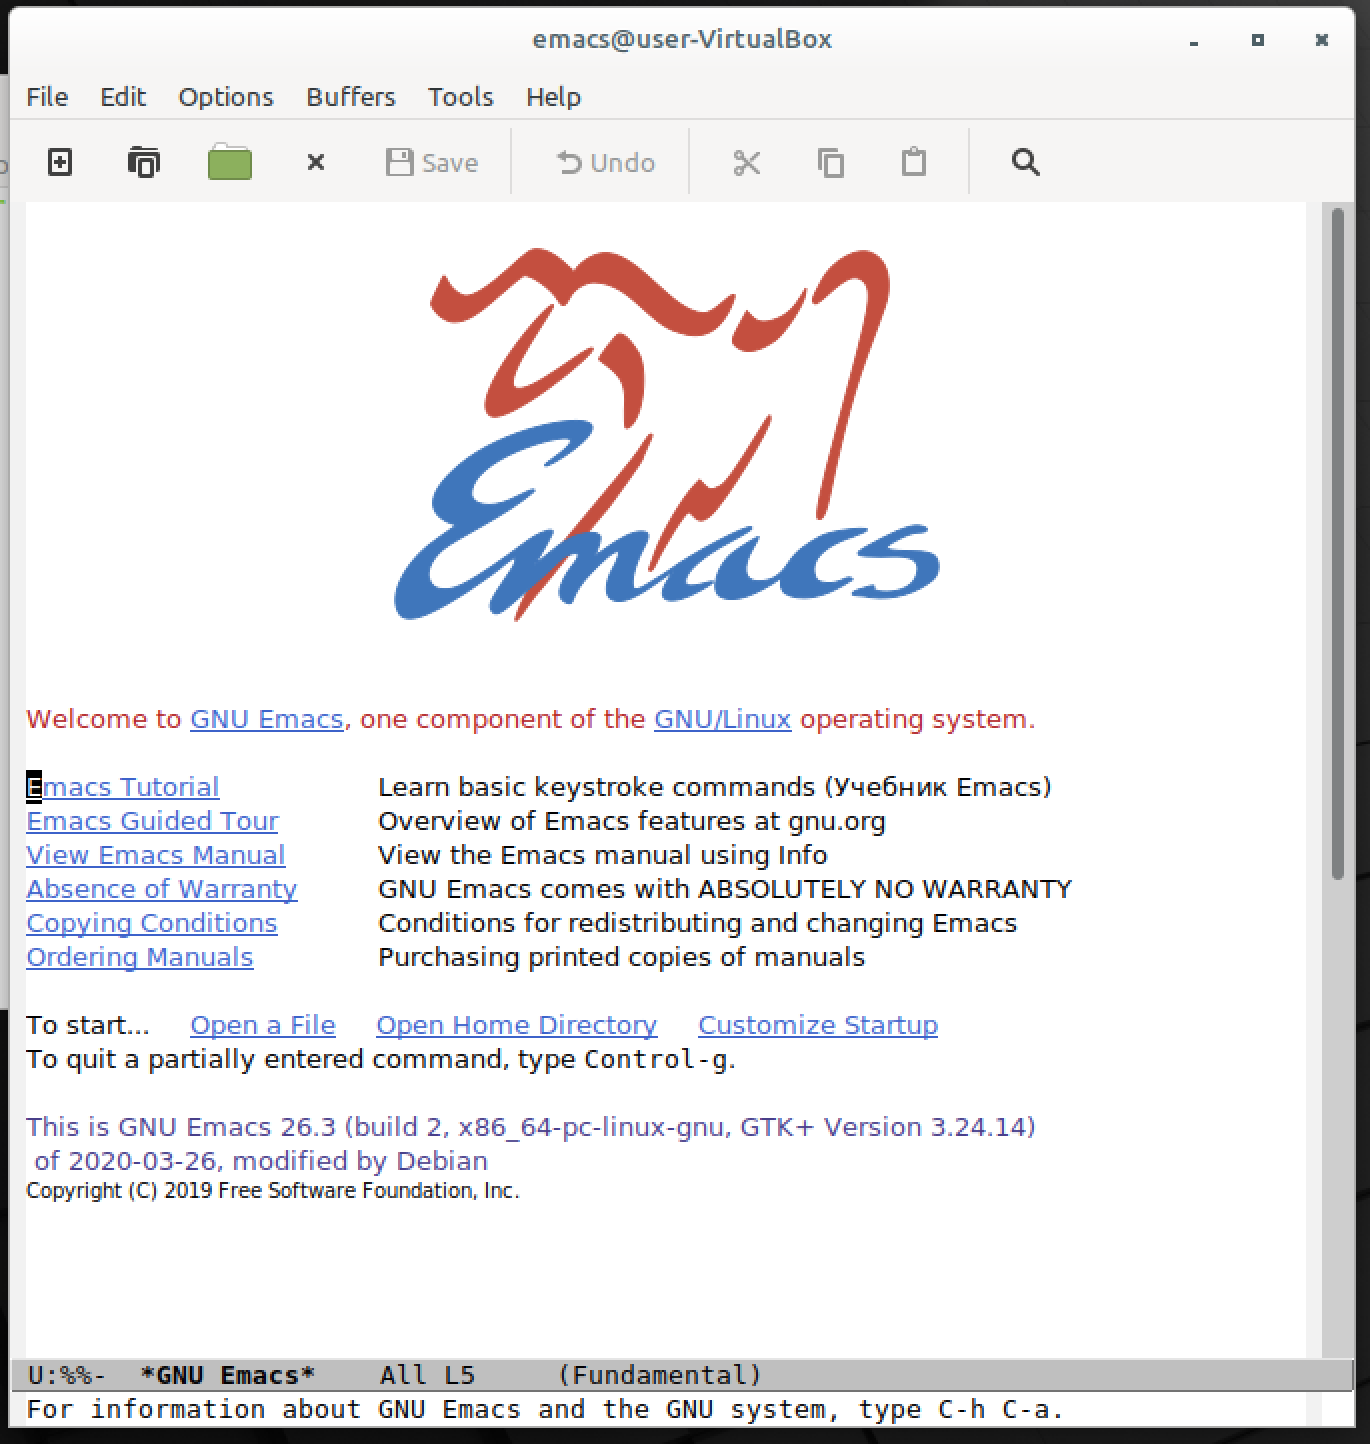 emacs@user-VirtualBox
File Edit Options Buffers Tools Help
Save Undo
Emacs
Welcome to GNU Emacs, one component of the GNU/Linux operating system.
Emacs Tutorial Learn basic keystroke commands (Учебник Emacs)
Emacs Guided Tour Overview of Emacs features at gnu.org
View Emacs Manual View the Emacs manual using Info
Absence of Warranty GNU Emacs comes with ABSOLUTELY NO WARRANTY
Copying Conditions Conditions for redistributing and changing Emacs
Ordering Manuals Purchasing printed copies of manuals
To start... Open a File Open Home Directory Customize Startup
To quit a partially entered command, type Control-g.
This is GNU Emacs 26.3 (build 2, x86_64-pc-linux-gnu, GTK+ Version 3.24.14)
of 2020-03-26, modified by Debian
Copyright (C) 2019 Free Software Foundation, Inc.
U:%%- *GNU Emacs* All L5 (Fundamental)
For information about GNU Emacs and the GNU system, type C-h C-a.